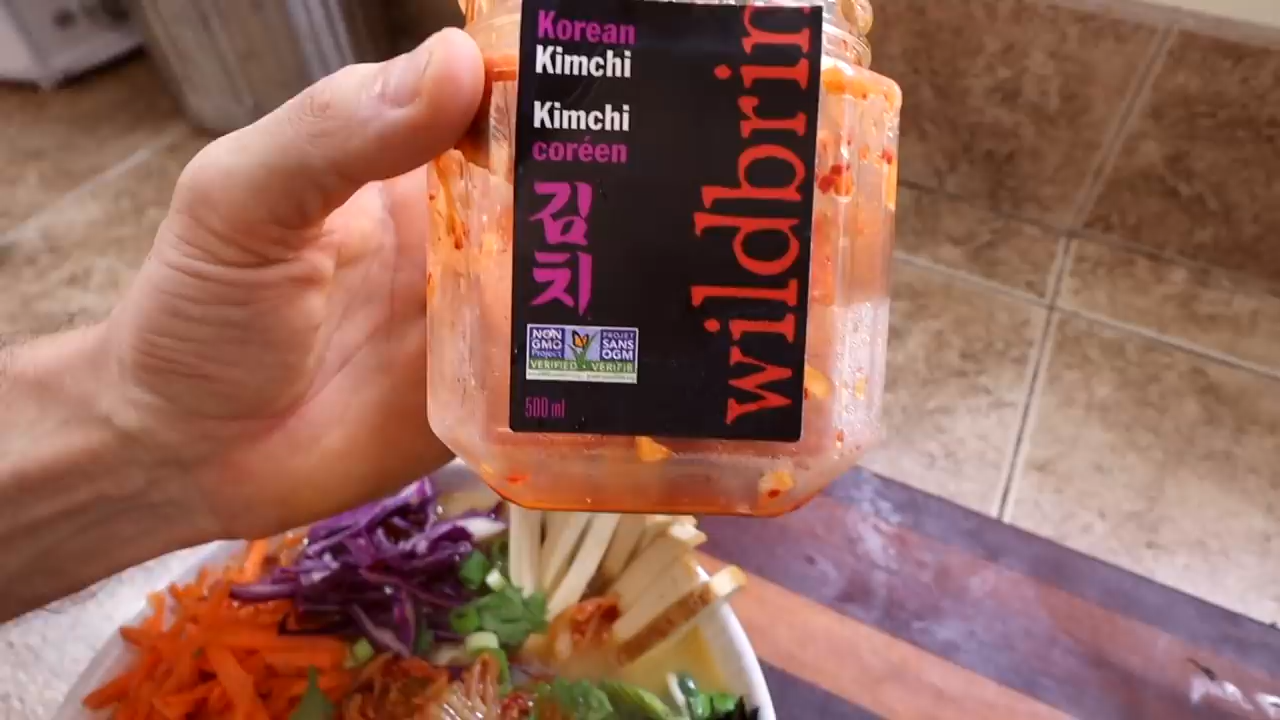 Korean
Kimchi
Kimchi
coréen
김
치
NON
GMO
Project
VERIFIED
PROJET
SANS
OGM
VÉRIFIÉ
500 ml
wildbrin